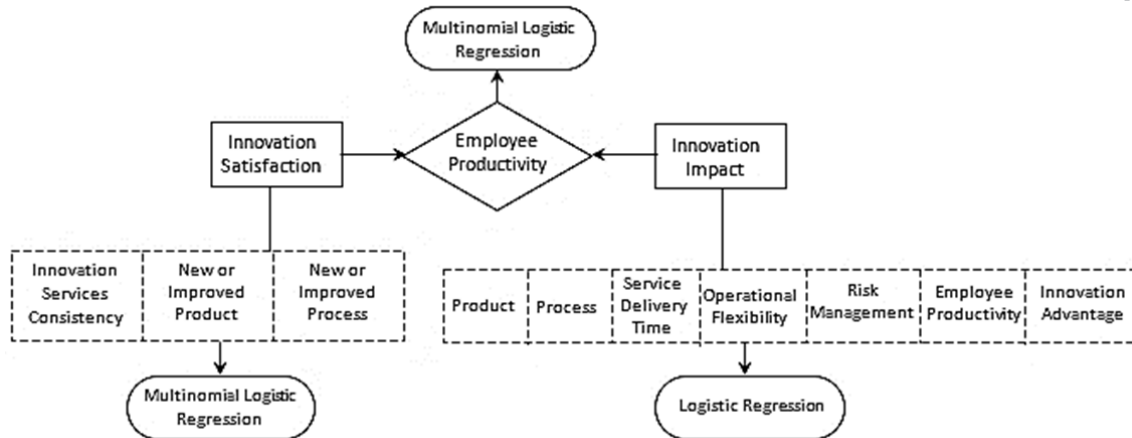 Multinomial Logistic
Regression
Innovation
Satisfaction
Employee
Productivity
Innovation
Impact
Innovation
Services
Consistency
New or
Improved
Product
New or
Improved
Process
Product
Process
Service
Delivery
Time
Operational
Flexibility
Risk
Management
Employee
Productivity
Innovation
Advantage
Multinomial Logistic
Regression
Logistic Regression